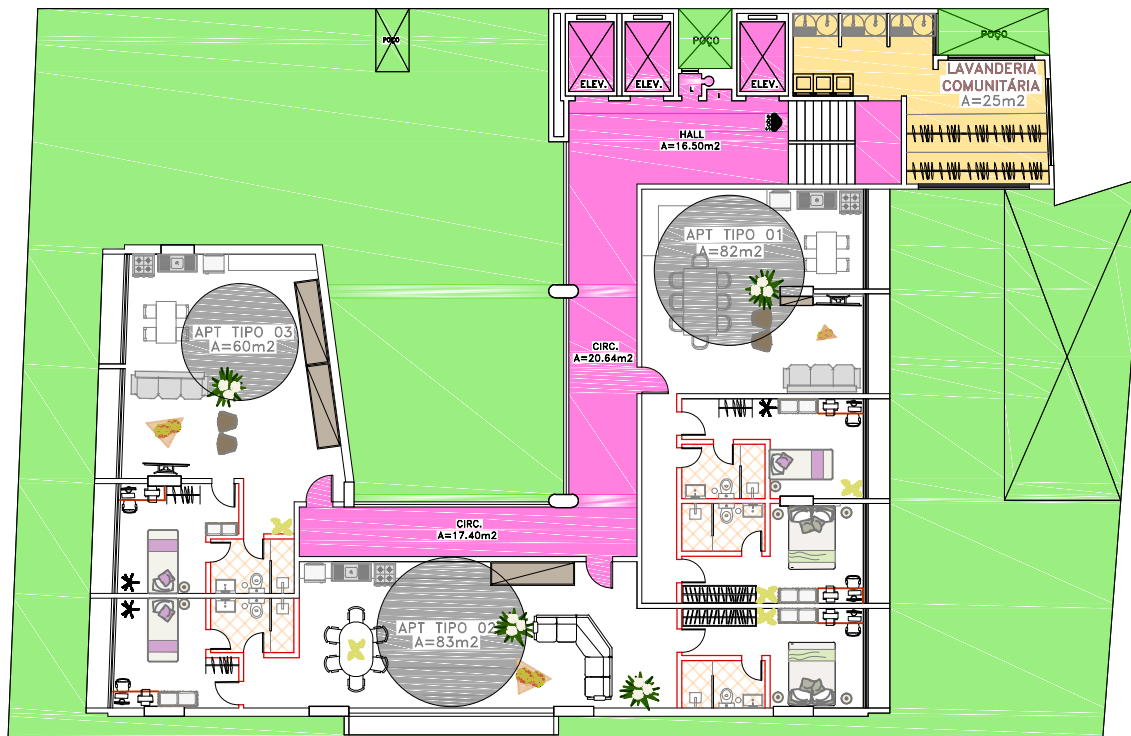 POÇO
ELEV.
ELEV.
POÇO
ELEV.
POÇO
LAVANDERIA
COMUNITÁRIA
A=25m2
HALL
A=16.50m2
APT TIPO 01
A=82m2
APT TIPO 03
A=60m2
CIRC.
A=20.64m2
CIRC.
A=17.40m2
APT TIPO 02
A=83m2